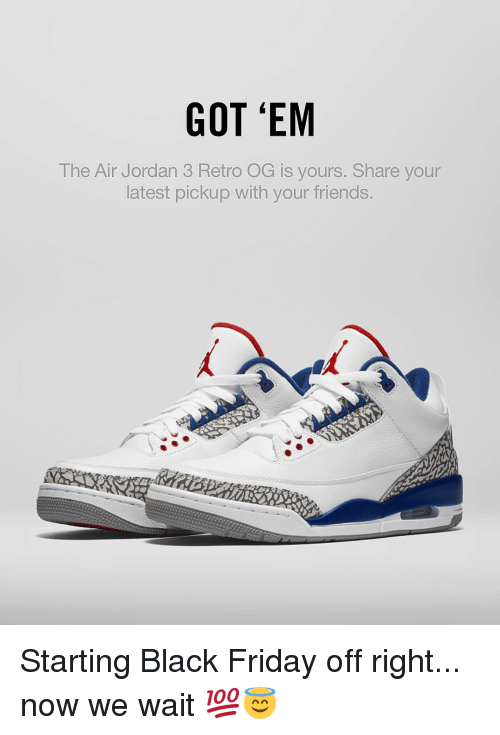 GOT ‘EM
The Air Jordan 3 Retro OG is yours. Share your
latest pickup with your friends.
Starting Black Friday off right...
now we wait 💯😇